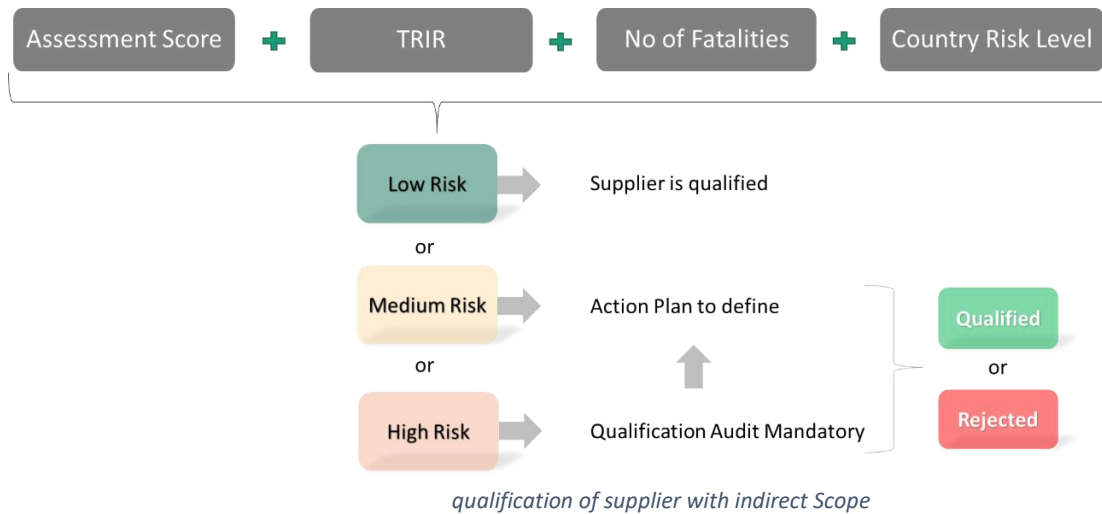 Assessment Score + TRIR + No of Fatalities + Country Risk Level
Low Risk
Supplier is qualified
or
Medium Risk
Action Plan to define
Qualified
or
or
High Risk
Qualification Audit Mandatory
Rejected
qualification of supplier with indirect Scope